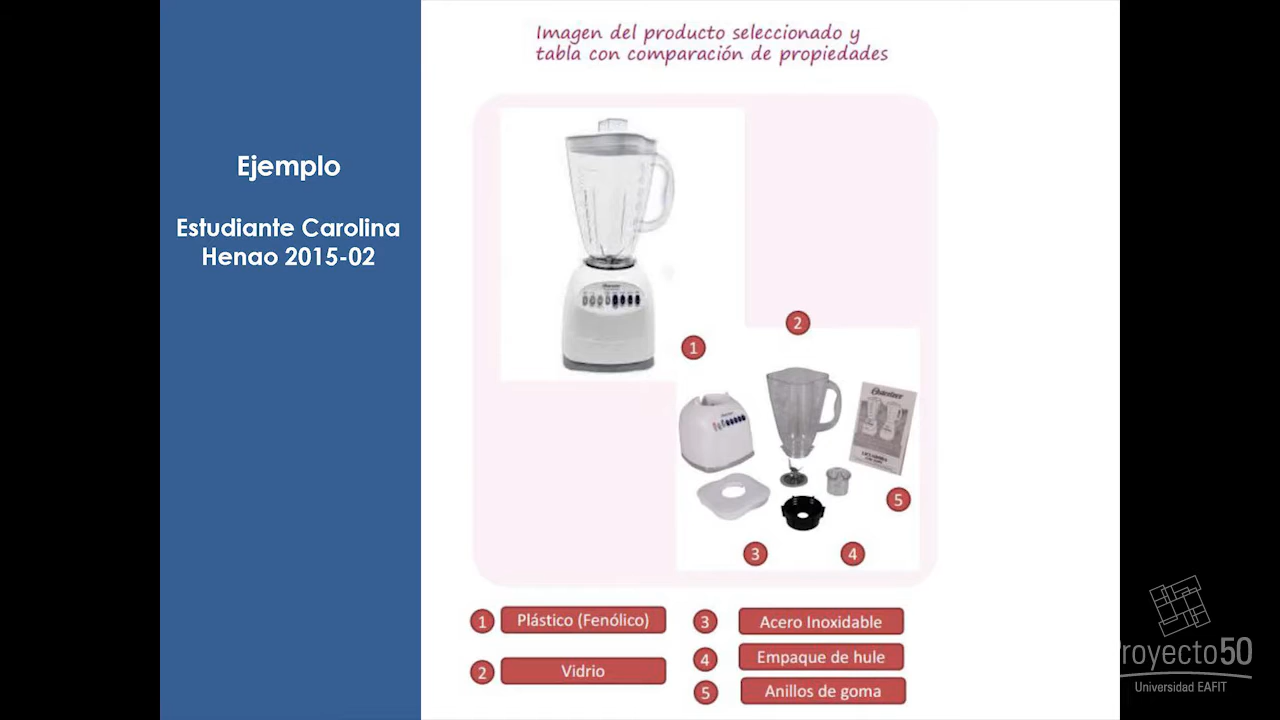 Imagen del producto seleccionado y
tabla con comparación de propiedades
Ejemplo
Estudiante Carolina
Henao 2015-02
1
2
3
4
5
1 Plástico (Fenólico)
2 Vidrio
3 Acero Inoxidable
4 Empaque de hule
5 Anillos de goma
Proyecto50
Universidad EAFIT